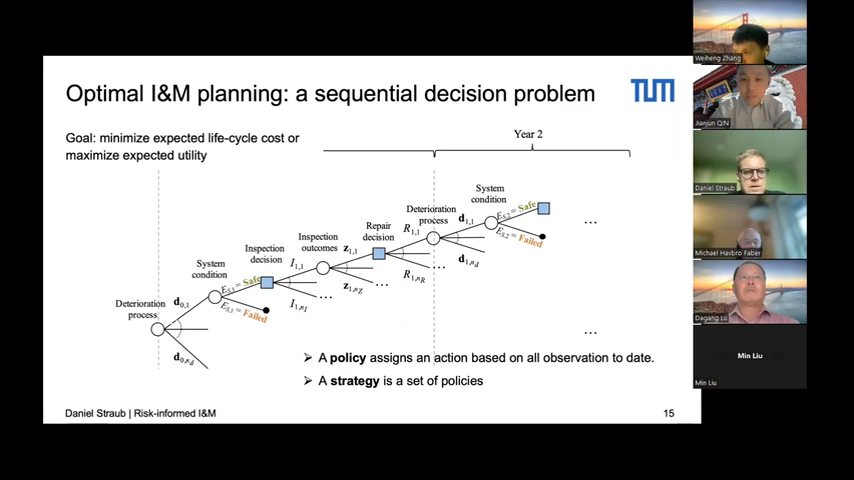 Optimal I&M planning: a sequential decision problem
TUM
Goal: minimize expected life-cycle cost or
maximize expected utility
Year 2
System
condition
Deterioration
process
d1,1
E S,2 = Safe
E S,2 = Failed
...
Repair
decision
R1,1
Inspection
outcomes
z1,1
d1,nd
Inspection
decision
I1,1
R1,nR
...
System
condition
E S,1 = Safe
z1,nZ
...
Deterioration
process
d0,1
I1,nI
...
E S,1 = Failed
...
d0,nd
➢ A policy assigns an action based on all observation to date.
➢ A strategy is a set of policies
Daniel Straub | Risk-informed I&M
15
Weiheng Zhang
Jianjun QIN
Daniel Straub
Michael Havbro Faber
Dagang Lu
Min Liu
Min Liu